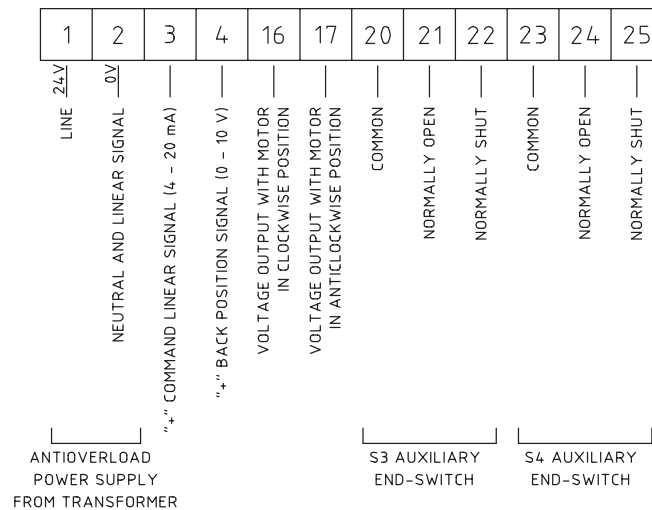 1 2 3 4 16 17 20 21 22 23 24 25
24V
LINE
0V
NEUTRAL AND LINEAR SIGNAL
"+" COMMAND LINEAR SIGNAL (4 - 20 mA)
"+" BACK POSITION SIGNAL (0 - 10 V)
VOLTAGE OUTPUT WITH MOTOR
IN CLOCKWISE POSITION
VOLTAGE OUTPUT WITH MOTOR
IN ANTICLOCKWISE POSITION
COMMON
NORMALLY OPEN
NORMALLY SHUT
COMMON
NORMALLY OPEN
NORMALLY SHUT
ANTIOVERLOAD
POWER SUPPLY
FROM TRANSFORMER
S3 AUXILIARY
END-SWITCH
S4 AUXILIARY
END-SWITCH